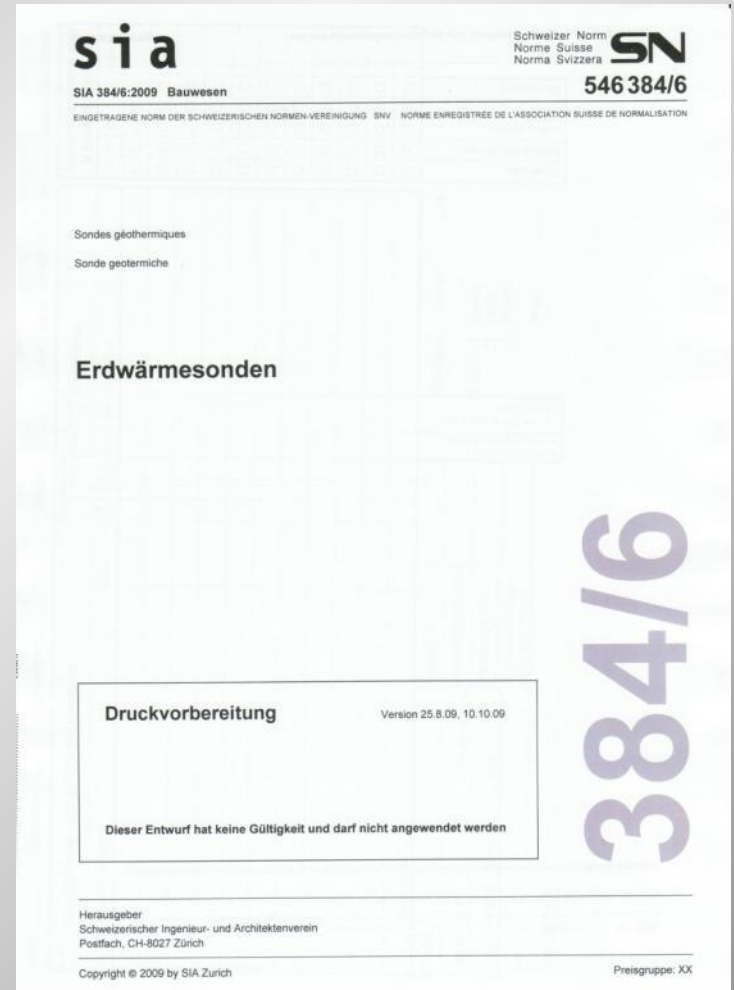 sia
Schweizer Norm
Norme Suisse
Norma Svizzera
SN
SIA 384/6:2009 Bauwesen
546 384/6
EINGETRAGENE NORM DER SCHWEIZERISCHEN NORMEN-VEREINIGUNG SNV NORME ENREGISTRÉE DE L'ASSOCIATION SUISSE DE NORMALISATION
Sondes géothermiques
Sonde geotermiche
Erdwärmesonden
384/6
Druckvorbereitung
Version 25.8.09, 10.10.09
Dieser Entwurf hat keine Gültigkeit und darf nicht angewendet werden
Herausgeber
Schweizerischer Ingenieur- und Architektenverein
Postfach, CH-8027 Zürich
Copyright © 2009 by SIA Zurich
Preisgruppe: XX